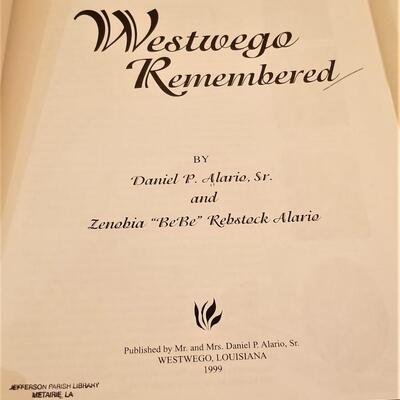 Westwego
Remembered
BY
Daniel P. Alario, Sr.
and
Zenobia "BeBe" Rebstock Alario
Published by Mr. and Mrs. Daniel P. Alario, Sr.
WESTWEGO, LOUISIANA
1999
JEFFERSON PARISH LIBRARY
METAIRIE, LA